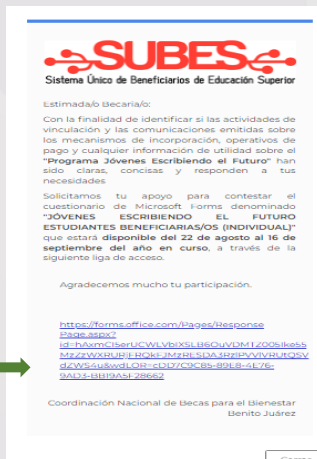 SUBES
Sistema Único de Beneficiarios de Educación Superior
Estimada/o Becaria/o:
Con la finalidad de identificar si las actividades de
vinculación y las comunicaciones emitidas sobre
los mecanismos de incorporación, operativos de
pago y cualquier información de utilidad sobre el
"Programa Jóvenes Escribiendo el Futuro" han
sido claras, concisas y responden a tus
necesidades
Solicitamos tu apoyo para contestar el
cuestionario de Microsoft Forms denominado
"JÓVENES ESCRIBIENDO EL FUTURO
ESTUDIANTES BENEFICIARIAS/OS (INDIVIDUAL)"
que estará disponible del 22 de agosto al 16 de
septiembre del año en curso, a través de la
siguiente liga de acceso.
Agradecemos mucho tu participación.
https://forms.office.com/Pages/Response
Page.aspx?
Coordinación Nacional de Becas para el Bienestar
Benito Juárez